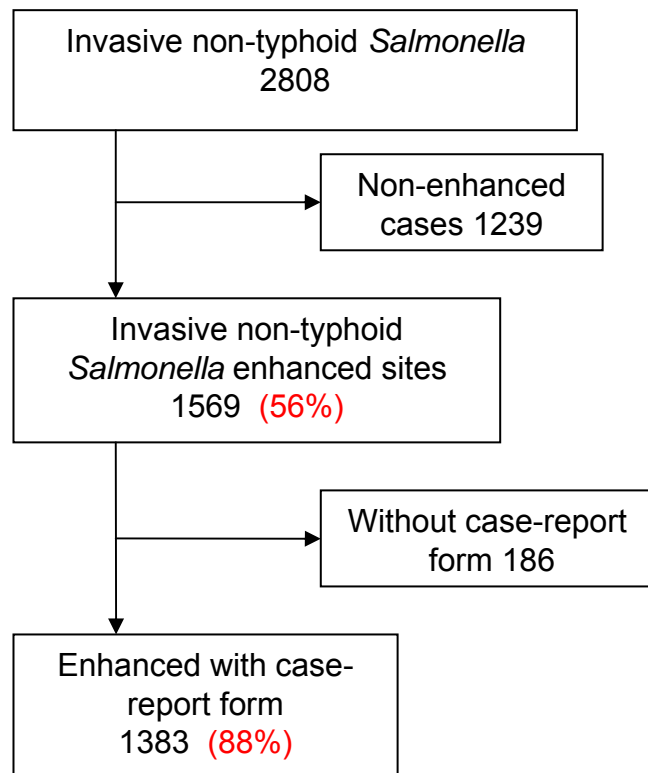 Invasive non-typhoid Salmonella
2808
Non-enhanced
cases 1239
Invasive non-typhoid
Salmonella enhanced sites
1569 (56%)
Without case-report
form 186
Enhanced with case-
report form
1383 (88%)